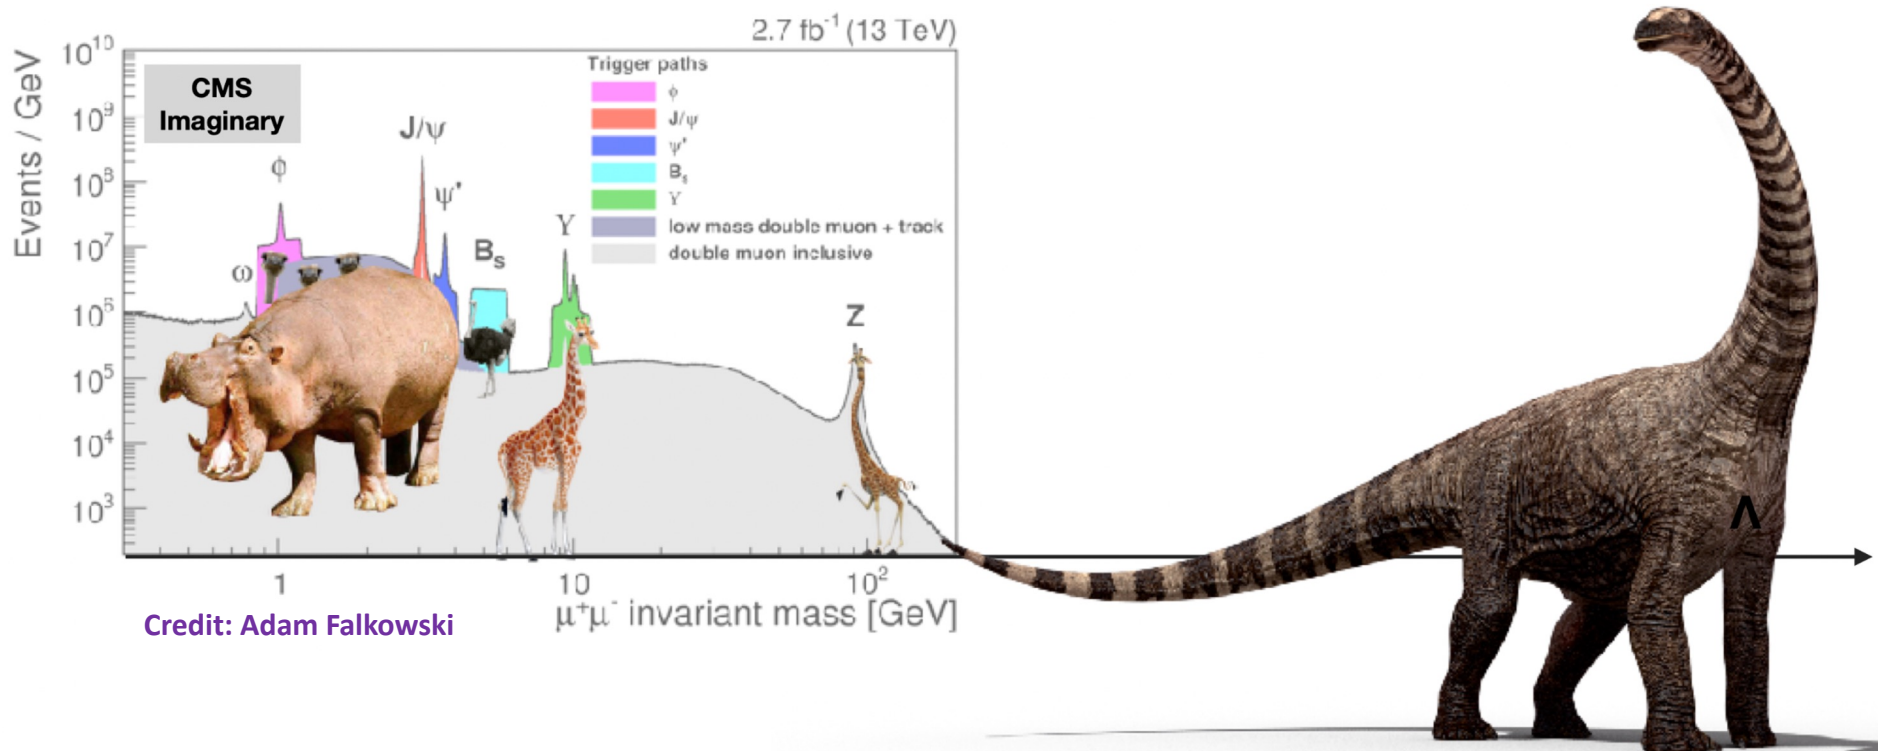 2.7 fb⁻¹ (13 TeV)
Events / GeV
10¹⁰
10⁹
10⁸
10⁷
10⁶
10⁵
10⁴
10³
CMS
Imaginary
Trigger paths
ϕ
J/ψ
ψ'
Bₛ
Υ
low mass double muon + track
double muon inclusive
ω
ϕ
J/ψ
ψ'
Bₛ
Υ
Z
Λ
1
10
10²
μ⁺μ⁻ invariant mass [GeV]
Credit: Adam Falkowski